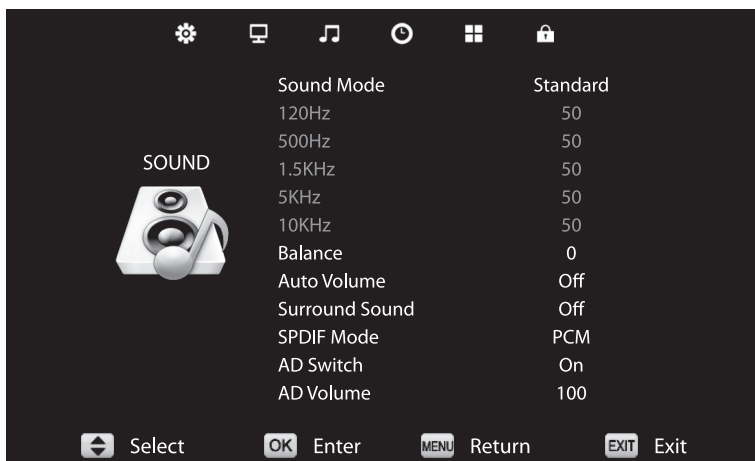 Sound Mode Standard
120Hz 50
500Hz 50
SOUND
1.5KHz 50
5KHz 50
10KHz 50
Balance 0
Auto Volume Off
Surround Sound Off
SPDIF Mode PCM
AD Switch On
AD Volume 100
Select OK Enter MENU Return EXIT Exit